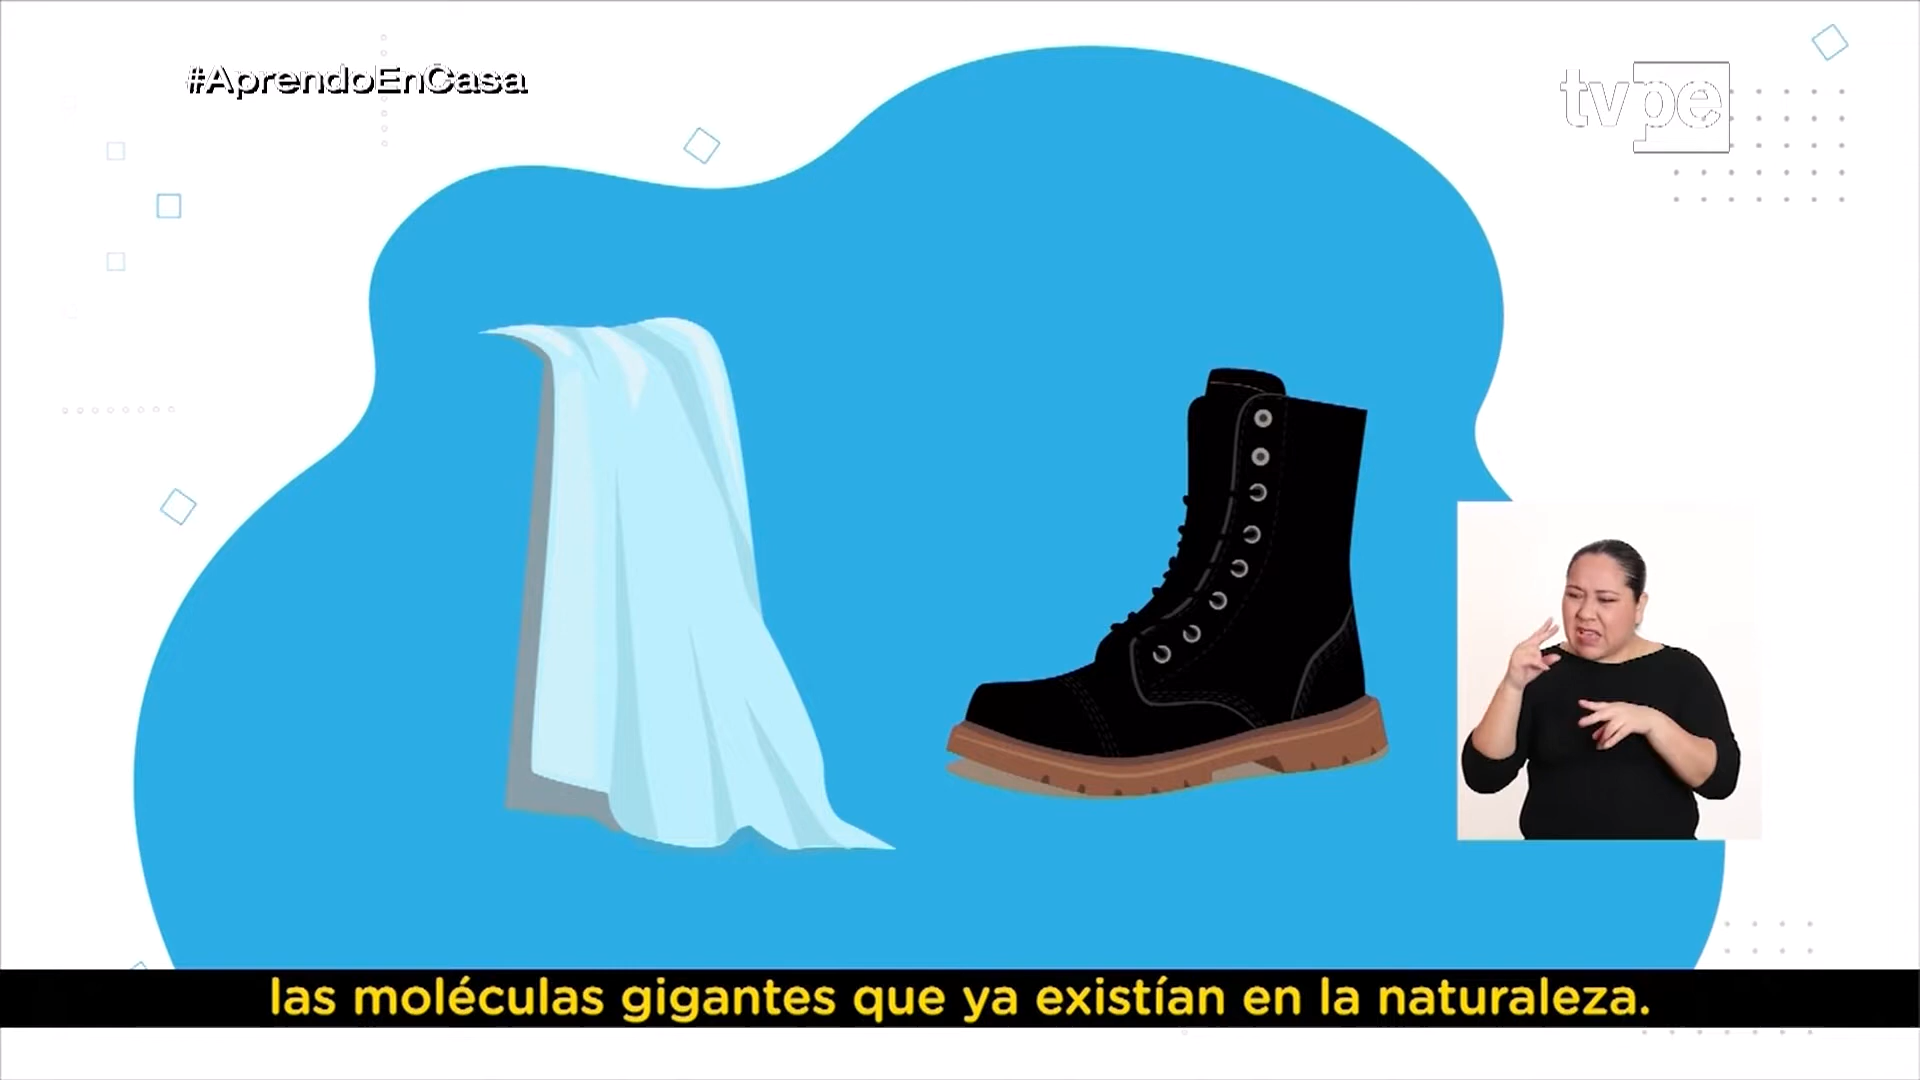 #AprendoEnCasa
tvpe
las moléculas gigantes que ya existían en la naturaleza.